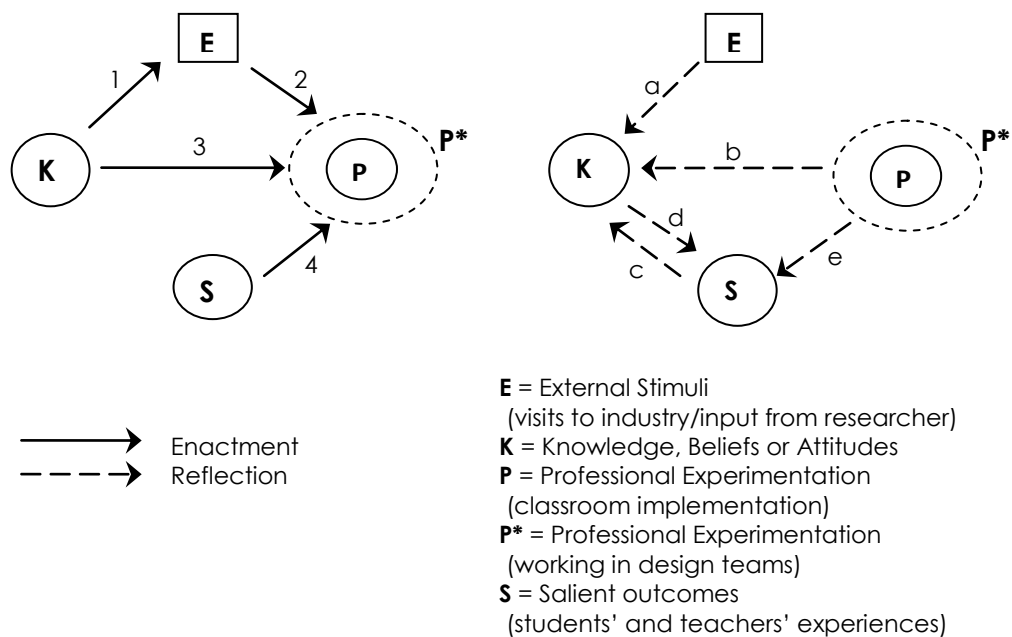 E
1
2
3
K
P
P*
4
S
E
a
b
K
P
P*
d
c
e
S
Enactment
Reflection
E = External Stimuli
(visits to industry/input from researcher)
K = Knowledge, Beliefs or Attitudes
P = Professional Experimentation
(classroom implementation)
P* = Professional Experimentation
(working in design teams)
S = Salient outcomes
(students’ and teachers’ experiences)